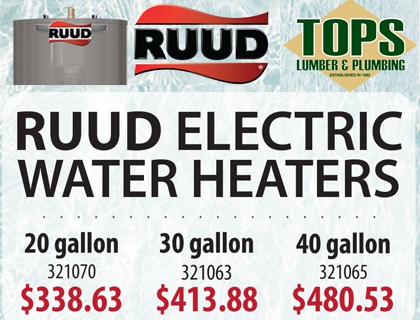 RUUD
RUUD
®
TOPS
LUMBER & PLUMBING
RUUD ELECTRIC
WATER HEATERS
20 gallon 30 gallon 40 gallon
321070 321063 321065
$338.63 $413.88 $480.53